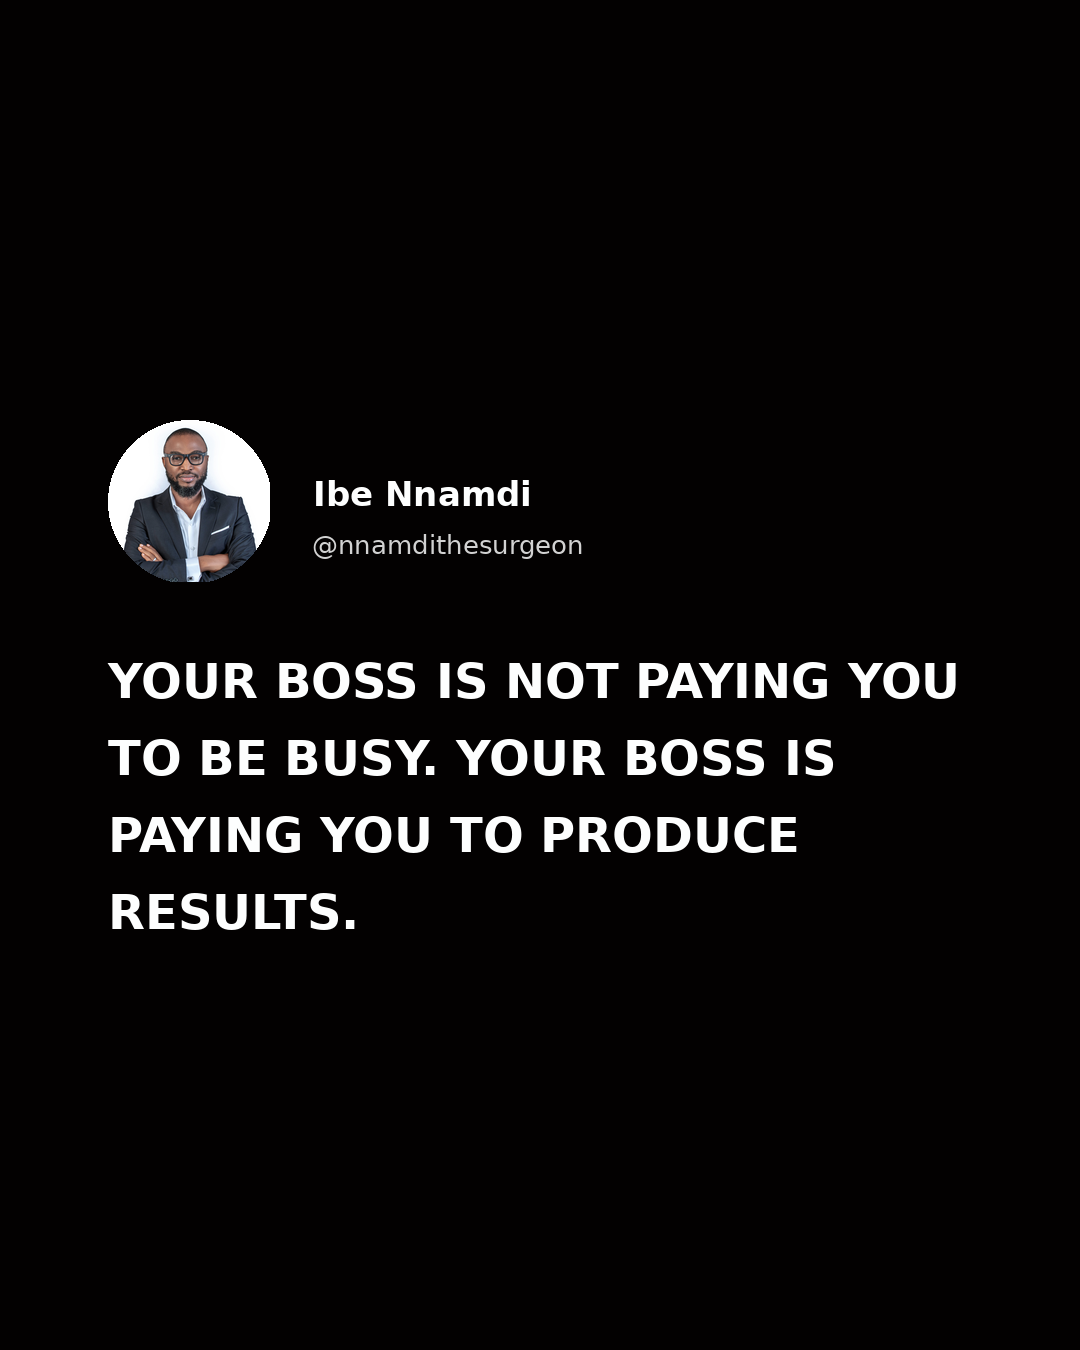 Ibe Nnamdi
@nnamdithesurgeon
YOUR BOSS IS NOT PAYING YOU
TO BE BUSY. YOUR BOSS IS
PAYING YOU TO PRODUCE
RESULTS.